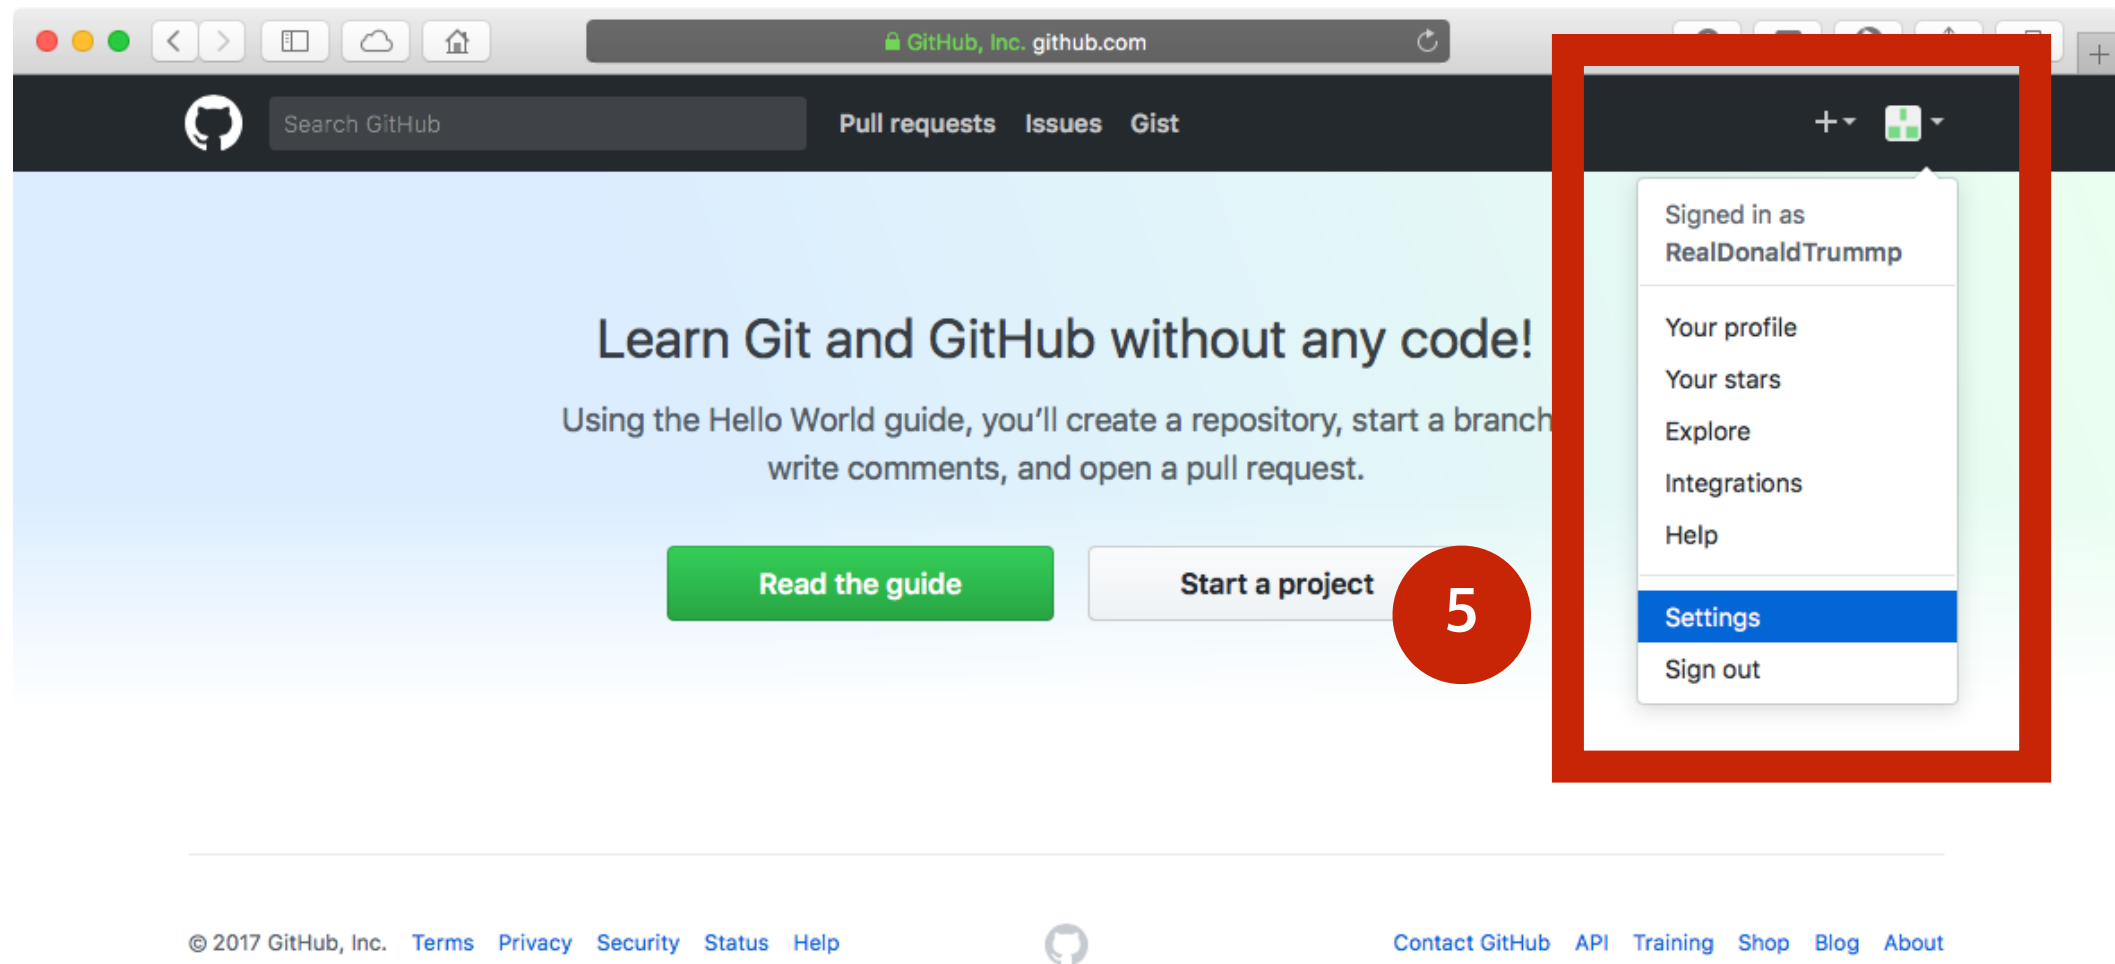 GitHub, Inc. github.com
Search GitHub
Pull requests Issues Gist
Signed in as
RealDonaldTrummp
Your profile
Your stars
Explore
Integrations
Help
Settings
Sign out
Learn Git and GitHub without any code!
Using the Hello World guide, you’ll create a repository, start a branch
write comments, and open a pull request.
Read the guide
Start a project
5
© 2017 GitHub, Inc. Terms Privacy Security Status Help
Contact GitHub API Training Shop Blog About